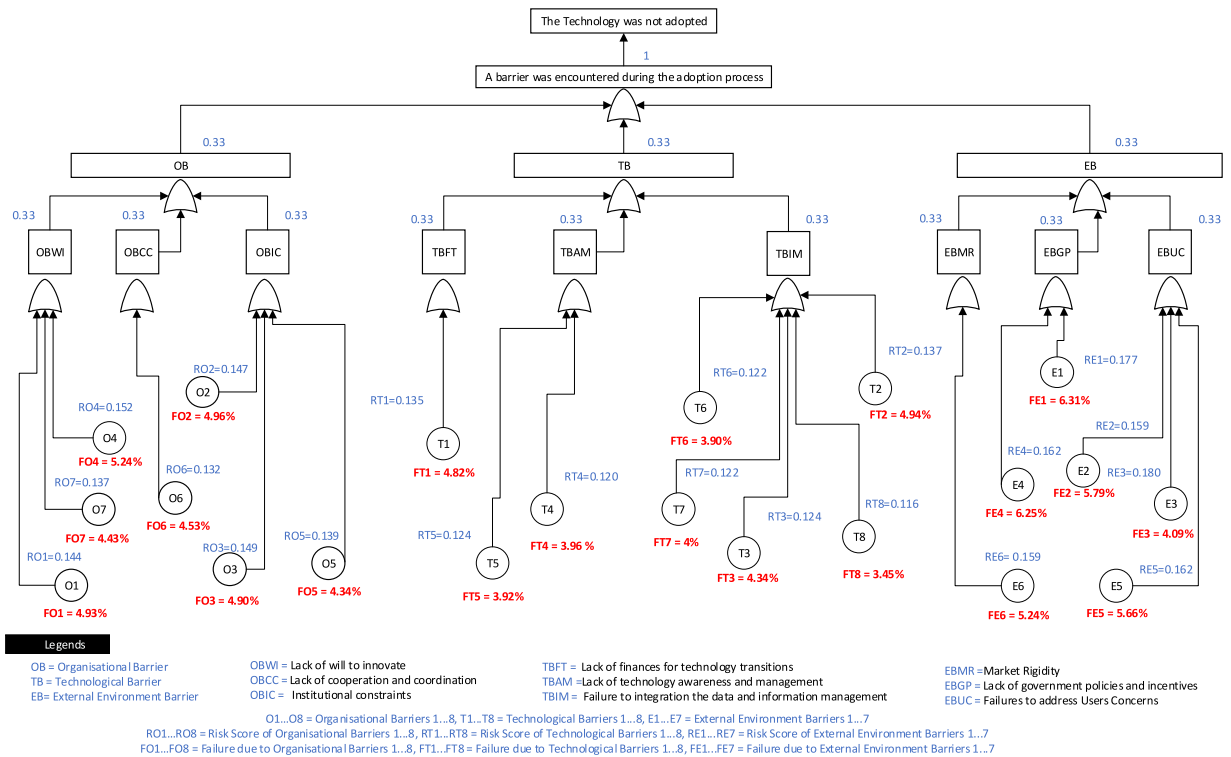 The Technology was not adopted
1
A barrier was encountered during the adoption process
0.33
0.33
0.33
OB
TB
EB
0.33
0.33
0.33
0.33
0.33
0.33
0.33
0.33
0.33
OBWI
OBCC
OBIC
TBFT
TBAM
TBIM
EBMR
EBGP
EBUC
RO2=0.147
O2
FO2 = 4.96%
RO4=0.152
O4
FO4 = 5.24%
RO6=0.132
O6
FO6 = 4.53%
RO7=0.137
O7
FO7 = 4.43%
RO3=0.149
O3
FO3 = 4.90%
RO5=0.139
O5
FO5 = 4.34%
RO1=0.144
O1
FO1 = 4.93%
RT1=0.135
T1
FT1 = 4.82%
RT6=0.122
T6
FT6 = 3.90%
RT2=0.137
T2
FT2 = 4.94%
RT4=0.120
T4
FT4 = 3.96 %
RT7=0.122
T7
FT7 = 4%
RT5=0.124
T5
FT5 = 3.92%
RT3=0.124
T3
FT3 = 4.34%
RT8=0.116
T8
FT8 = 3.45%
RE1=0.177
E1
FE1 = 6.31%
RE2=0.159
E2
FE2 = 5.79%
RE4=0.162
E4
FE4 = 6.25%
RE3=0.180
E3
FE3 = 4.09%
RE6= 0.159
E6
FE6 = 5.24%
RE5=0.162
E5
FE5 = 5.66%
Legends
OB = Organisational Barrier
TB = Technological Barrier
EB= External Environment Barrier
OBWI = Lack of will to innovate
OBCC = Lack of cooperation and coordination
OBIC = Institutional constraints
TBFT = Lack of finances for technology transitions
TBAM =Lack of technology awareness and management
TBIM = Failure to integration the data and information management
EBMR =Market Rigidity
EBGP = Lack of government policies and incentives
EBUC = Failures to address Users Concerns
O1...O8 = Organisational Barriers 1...8, T1...T8 = Technological Barriers 1...8, E1...E7 = External Environment Barriers 1...7
RO1...RO8 = Risk Score of Organisational Barriers 1...8, RT1...RT8 = Risk Score of Technological Barriers 1...8, RE1...RE7 = Risk Score of External Environment Barriers 1...7
FO1...FO8 = Failure due to Organisational Barriers 1...8, FT1...FT8 = Failure due to Technological Barriers 1...8, FE1...FE7 = Failure due to External Environment Barriers 1...7